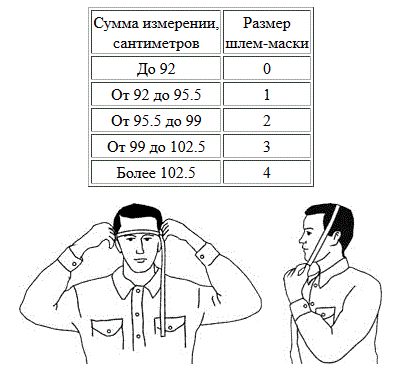 Сумма измерении, Размер
сантиметров шлем-маски
До 92 0
От 92 до 95.5 1
От 95.5 до 99 2
От 99 до 102.5 3
Более 102.5 4